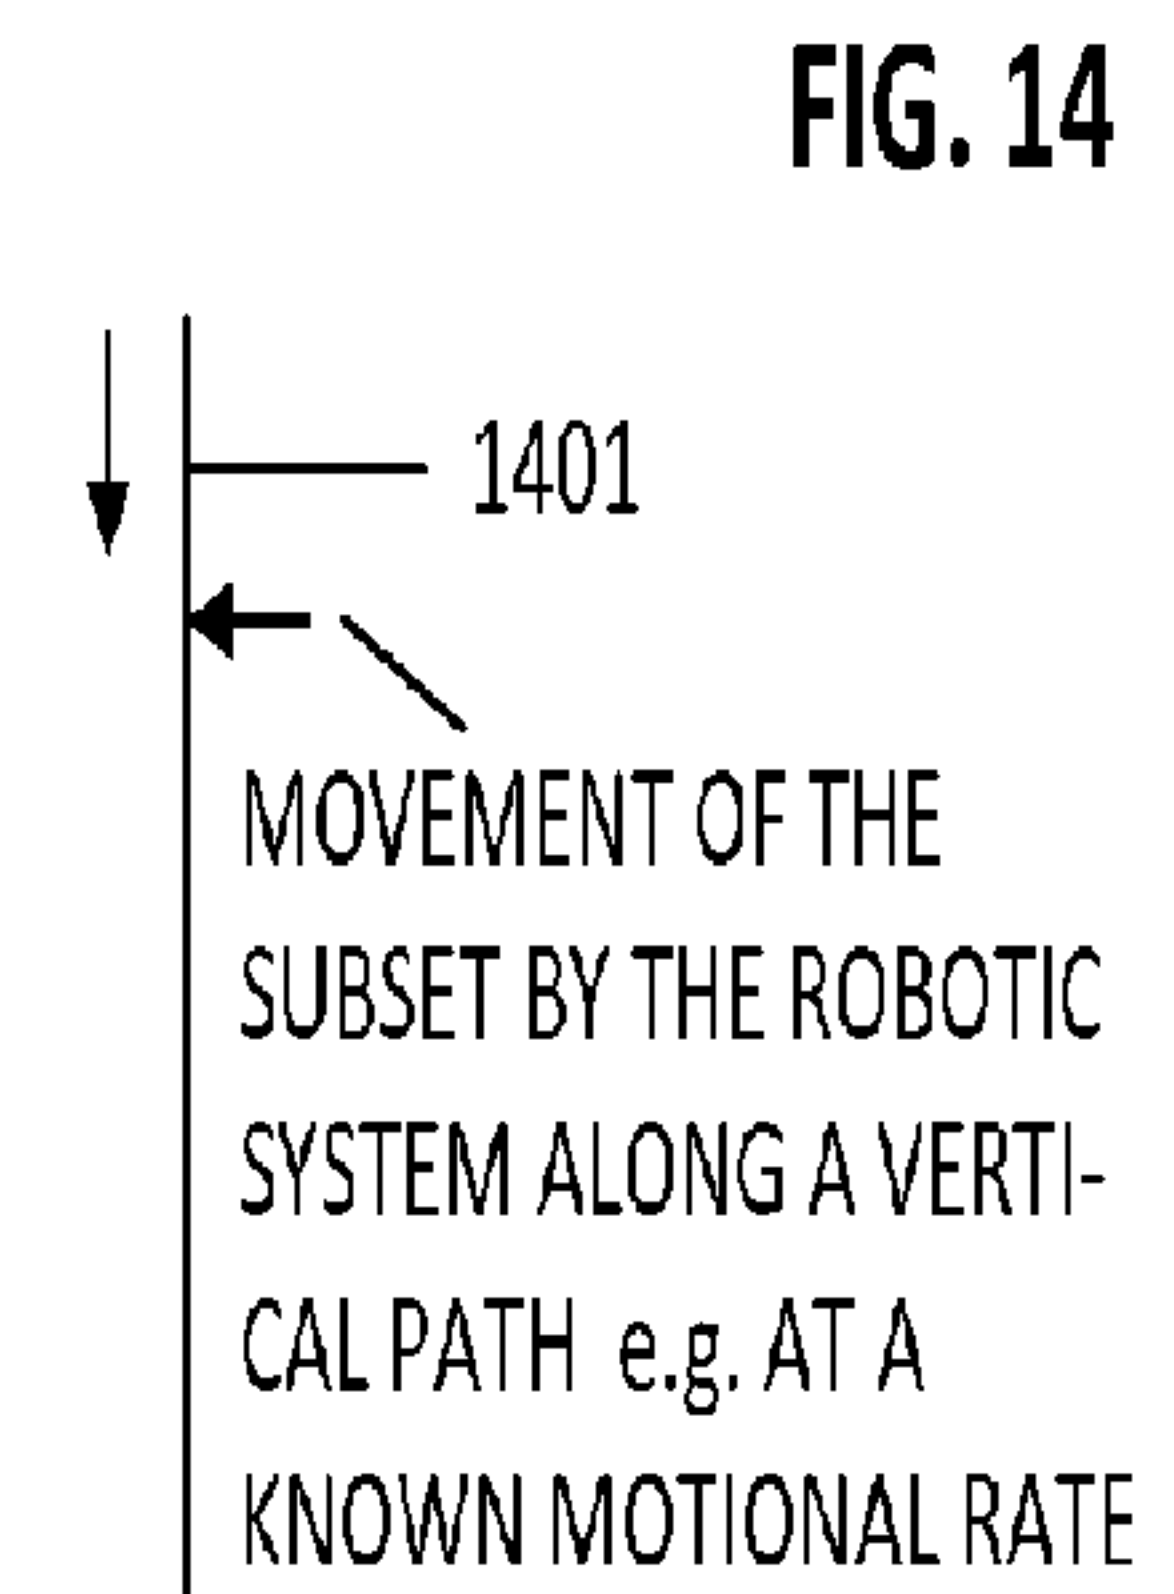 FIG. 14
1401
MOVEMENT OF THE
SUBSET BY THE ROBOTIC
SYSTEM ALONG A VERTI-
CAL PATH e.g. AT A
KNOWN MOTIONAL RATE